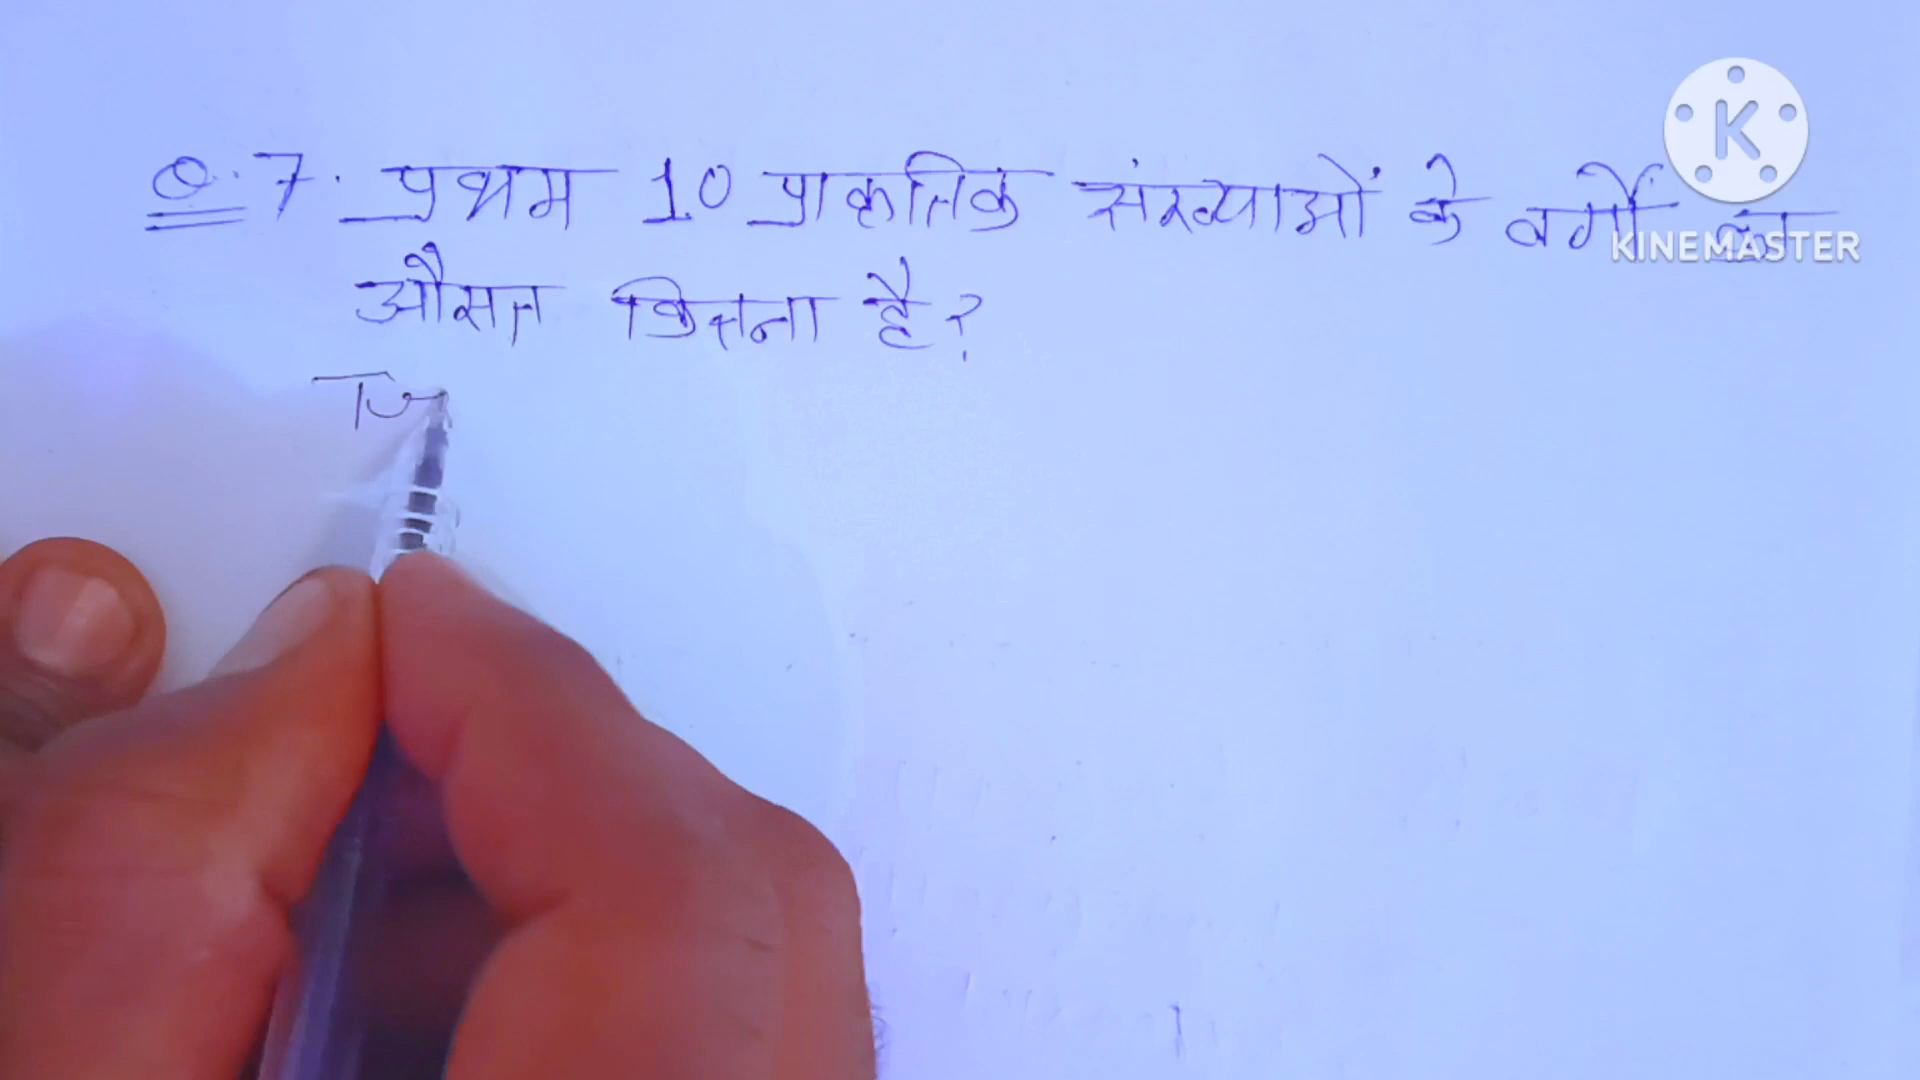 Q.7. प्रथम 10 प्राकृतिक संख्याओं के वर्गों का
औसत कितना है?
K
KINEMASTER